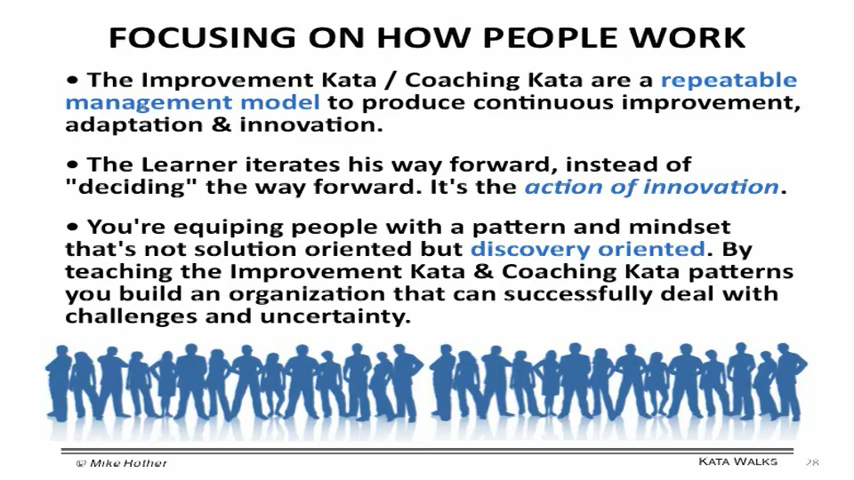 FOCUSING ON HOW PEOPLE WORK
• The Improvement Kata / Coaching Kata are a repeatable
management model to produce continuous improvement,
adaptation & innovation.
• The Learner iterates his way forward, instead of
"deciding" the way forward. It's the action of innovation.
• You're equiping people with a pattern and mindset
that's not solution oriented but discovery oriented. By
teaching the Improvement Kata & Coaching Kata patterns
you build an organization that can successfully deal with
challenges and uncertainty.
© Mike Rother
KATA WALKS
28